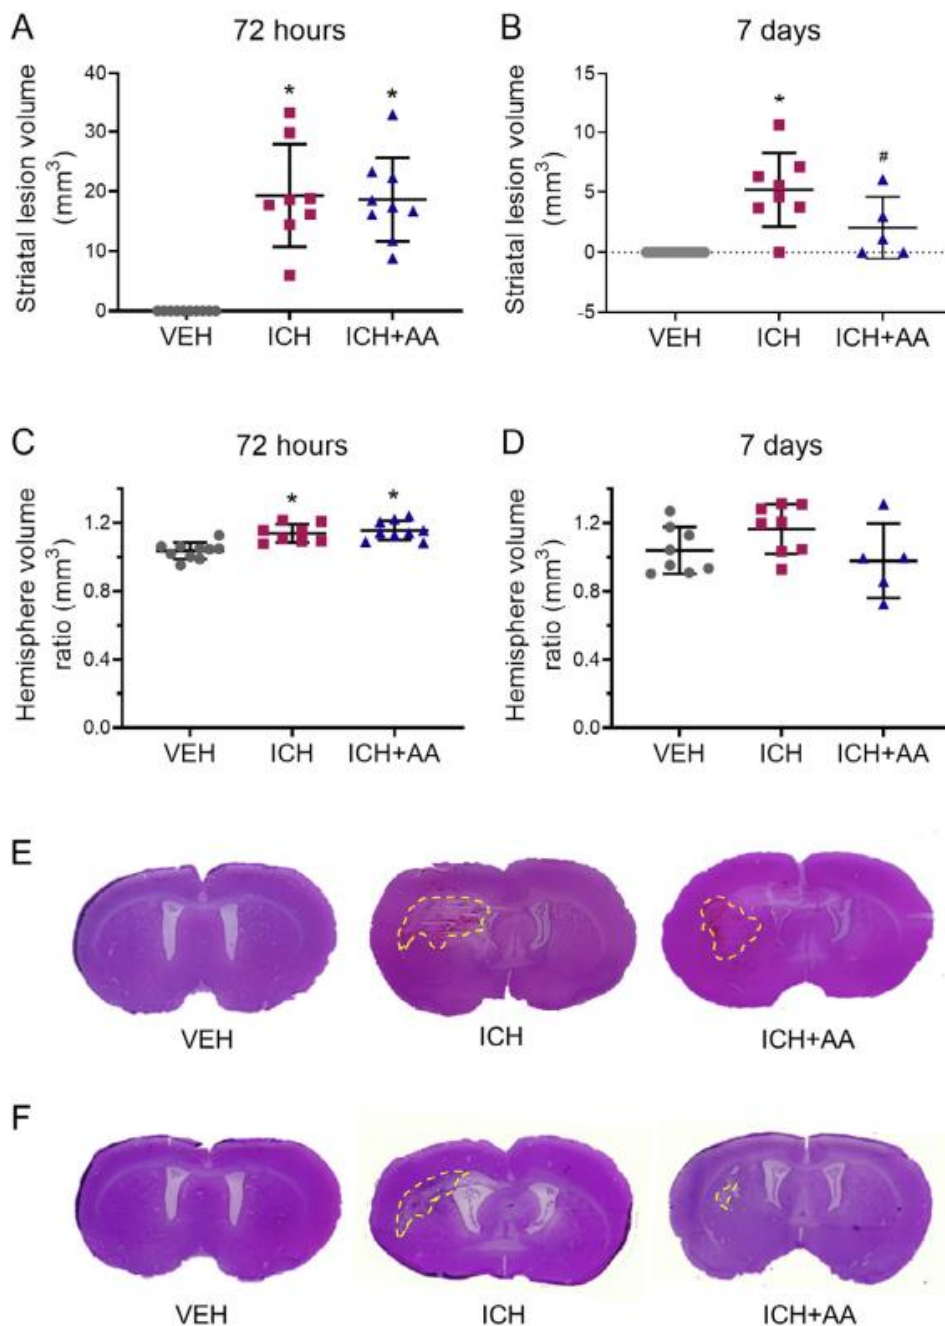 A
72 hours
Striatal lesion volume
(mm³)
40
30
20
10
0
*
*
VEH
ICH
ICH+AA
B
7 days
Striatal lesion volume
(mm³)
15
10
5
0
-5
*
#
VEH
ICH
ICH+AA
C
72 hours
Hemisphere volume
ratio (mm³)
1.2
0.8
0.4
0.0
*
*
VEH
ICH
ICH+AA
D
7 days
Hemisphere volume
ratio (mm³)
1.2
0.8
0.4
0.0
VEH
ICH
ICH+AA
E
VEH
ICH
ICH+AA
F
VEH
ICH
ICH+AA